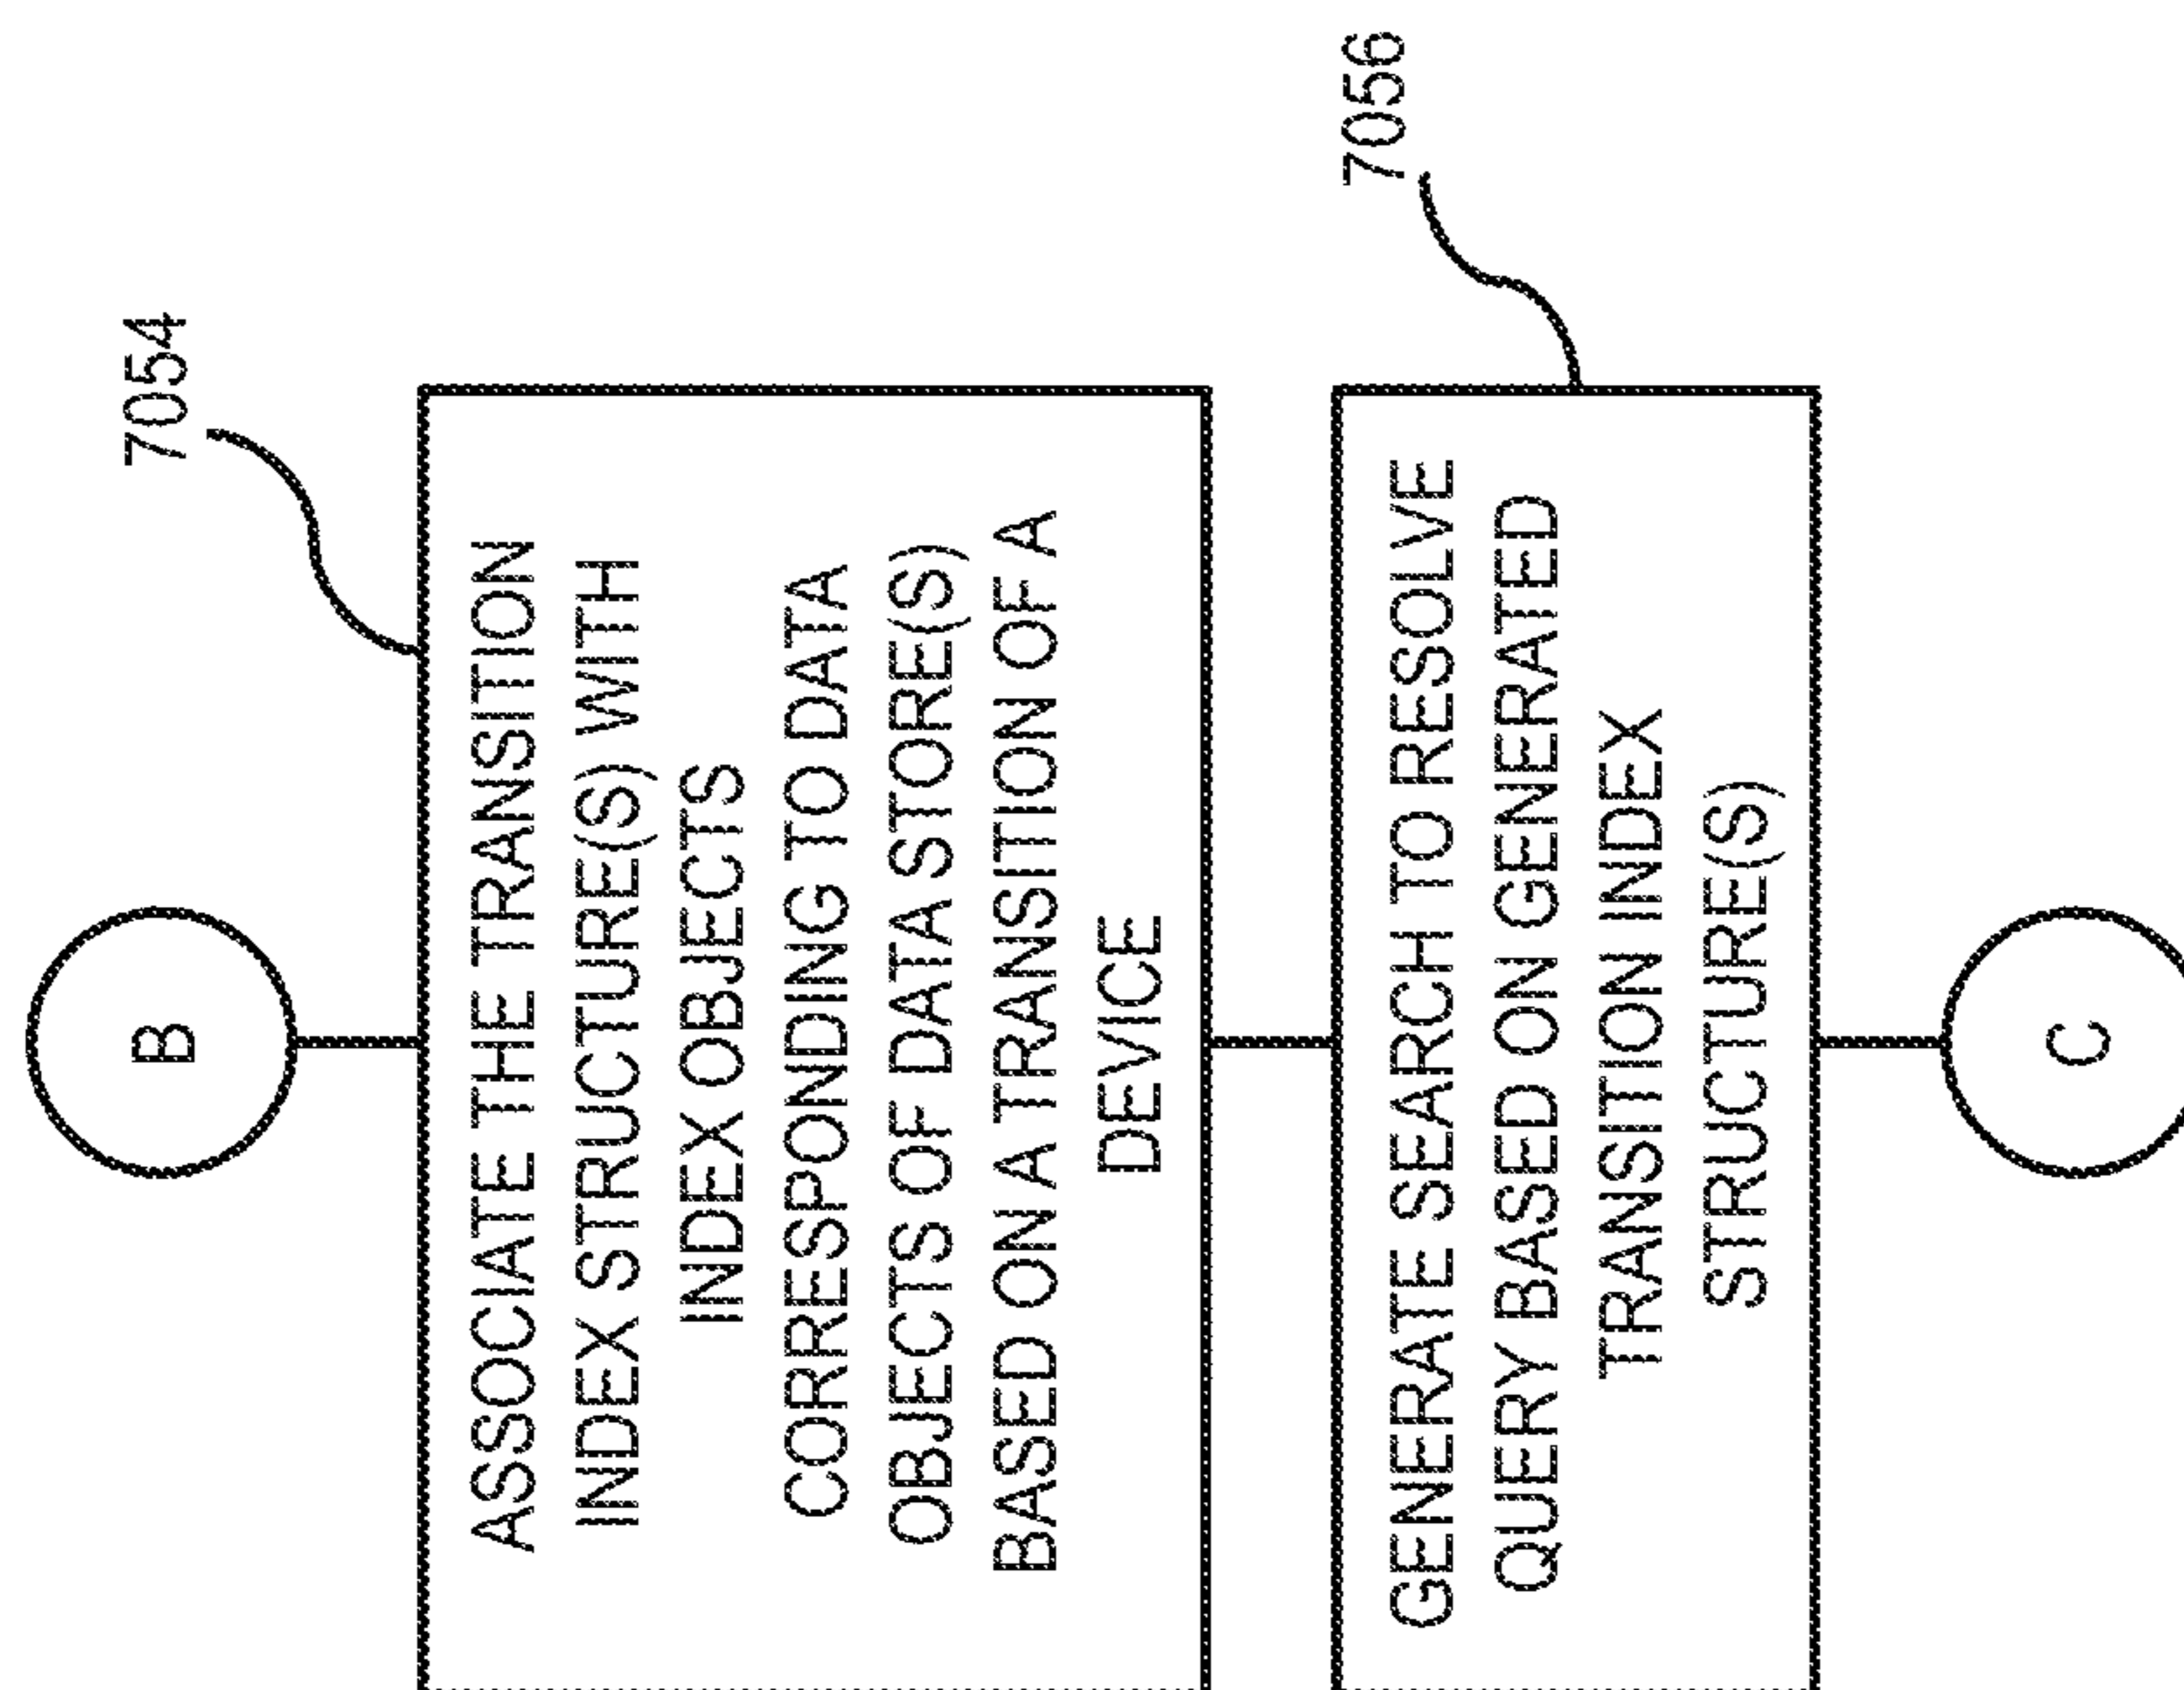 B
7054
ASSOCIATE THE TRANSITION
INDEX STRUCTURE(S) WITH
INDEX OBJECTS
CORRESPONDING TO DATA
OBJECTS OF DATA STORE(S)
BASED ON A TRANSITION OF A
DEVICE
7056
GENERATE SEARCH TO RESOLVE
QUERY BASED ON GENERATED
TRANSITION INDEX
STRUCTURE(S)
C